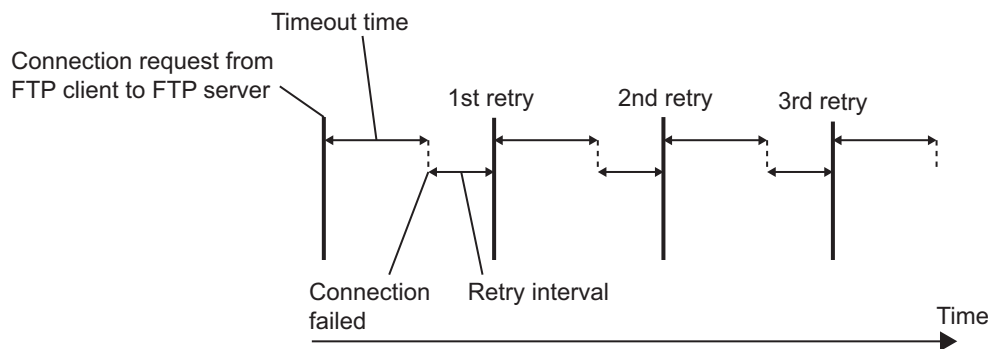 Timeout time
Connection request from
FTP client to FTP server
1st retry
2nd retry
3rd retry
Connection
failed
Retry interval
Time